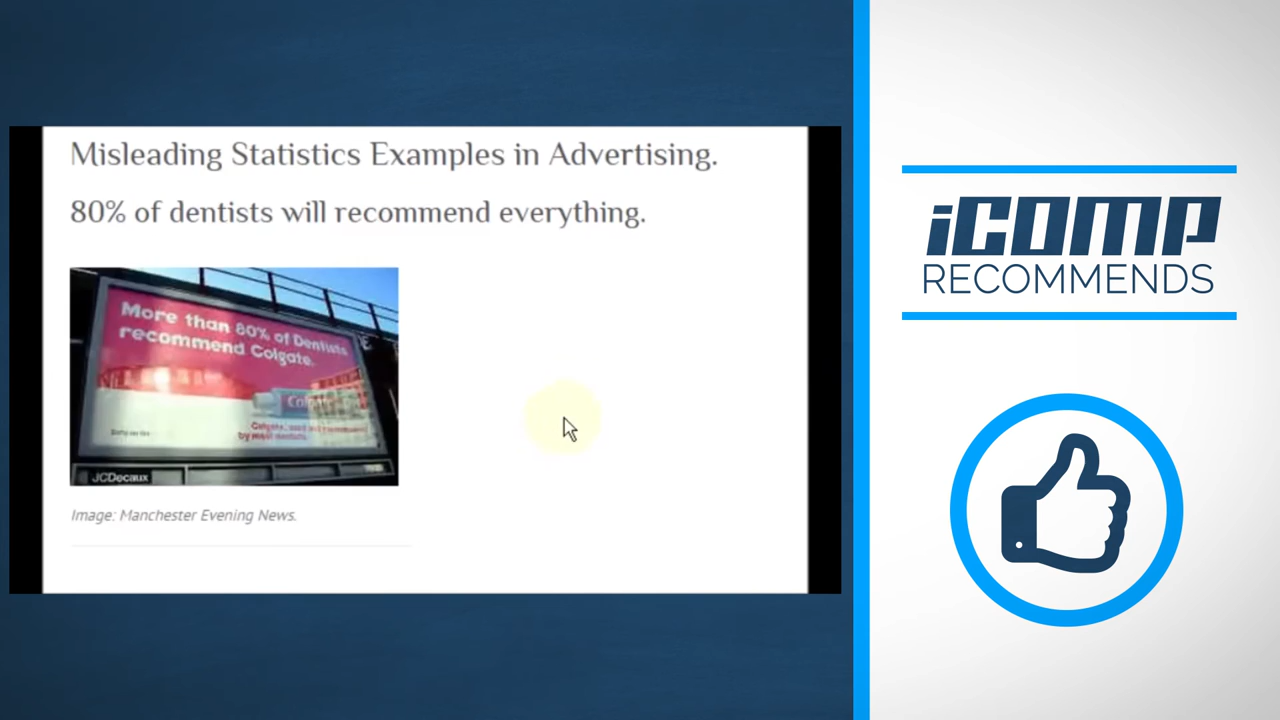 Misleading Statistics Examples in Advertising.
80% of dentists will recommend everything.
More than 80% of Dentists
recommend Colgate.
Colgate
JCDecaux
Image: Manchester Evening News.
iCOMP
RECOMMENDS